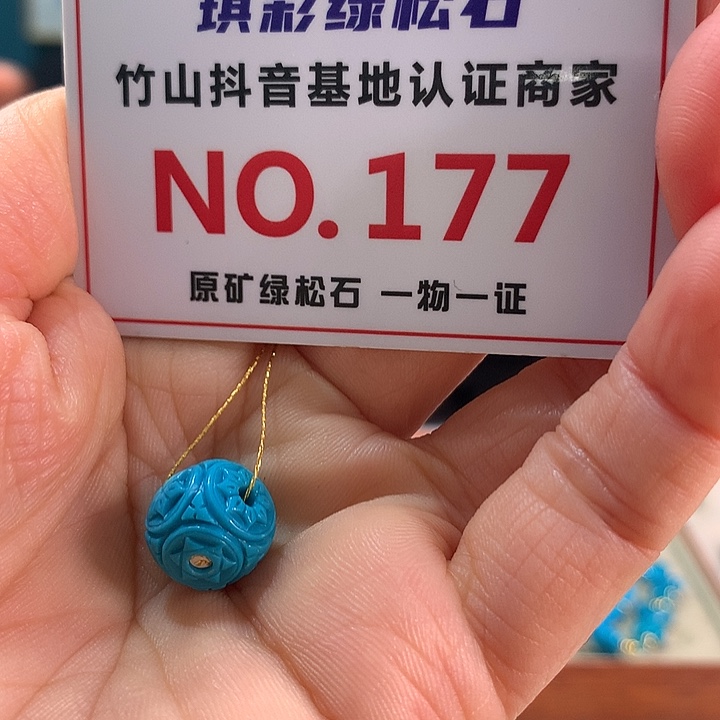 琪彩绿松石
竹山抖音基地认证商家
NO.177
原矿绿松石 一物一证